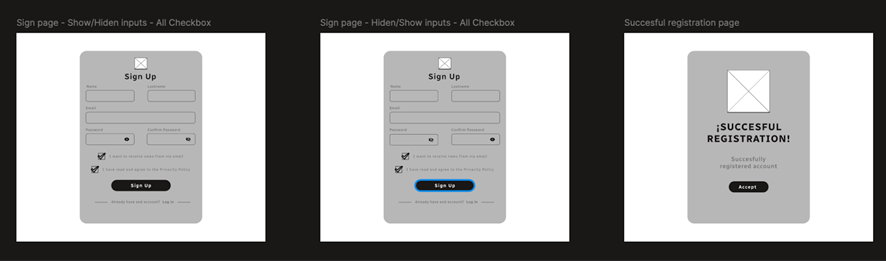 Sign page - Show/Hiden inputs - All Checkbox
Sign Up
Name Lastname
Email
Password Confirm Password
I want to receive news from via email
I have read and agree to the Privacity Policy
Sign Up
Already have and account? Log In
Sign page - Hiden/Show inputs - All Checkbox
Sign Up
Name Lastname
Email
Password Confirm Password
I want to receive news from via email
I have read and agree to the Privacity Policy
Sign Up
Already have and account? Log In
Succesful registration page
¡SUCCESFUL
REGISTRATION!
Succesfully
registered account
Accept